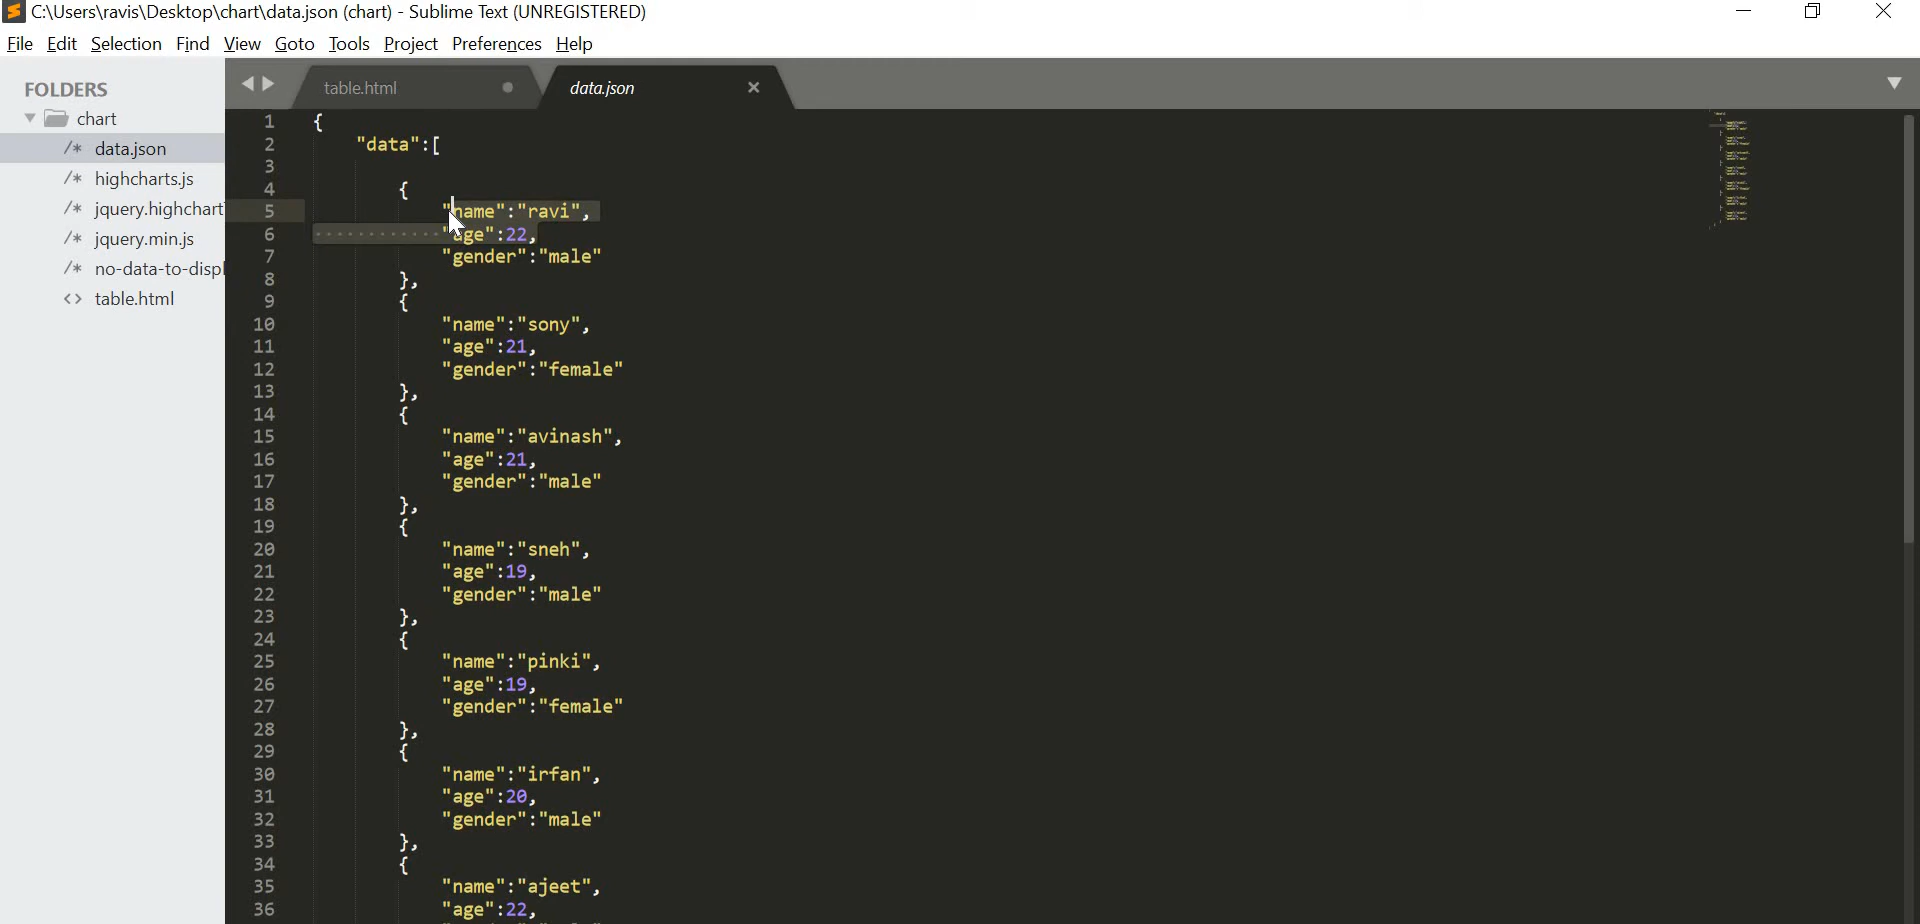 C:\Users\ravis\Desktop\chart\data.json (chart) - Sublime Text (UNREGISTERED)
File Edit Selection Find View Goto Tools Project Preferences Help
FOLDERS
chart
/* data.json
/* highcharts.js
/* jquery.highchart
/* jquery.min.js
/* no-data-to-displ
<> table.html
table.html data.json
1 {
2 "data":[
3
4 {
5 "name":"ravi",
6 "age":22,
7 "gender":"male"
8 },
9 {
10 "name":"sony",
11 "age":21,
12 "gender":"female"
13 },
14 {
15 "name":"avinash",
16 "age":21,
17 "gender":"male"
18 },
19 {
20 "name":"sneh",
21 "age":19,
22 "gender":"male"
23 },
24 {
25 "name":"pinki",
26 "age":19,
27 "gender":"female"
28 },
29 {
30 "name":"irfan",
31 "age":20,
32 "gender":"male"
33 },
34 {
35 "name":"ajeet",
36 "age":22,